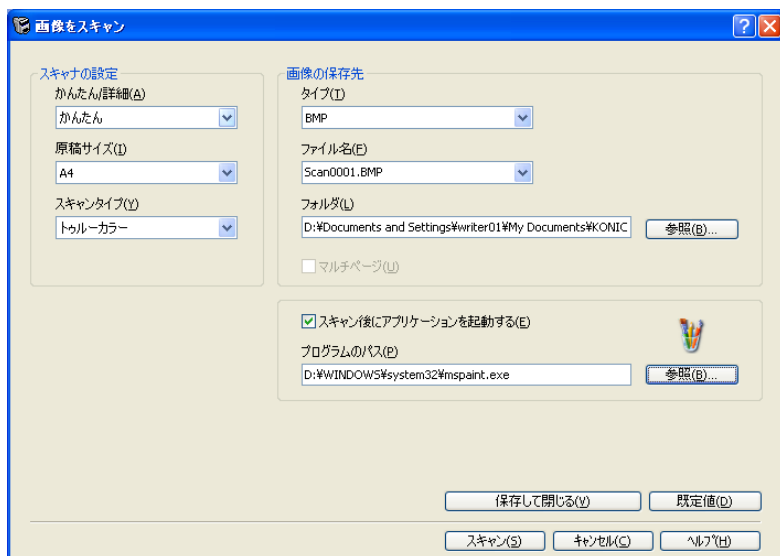 画像をスキャン
スキャナの設定
かんたん/詳細(A)
かんたん
原稿サイズ(I)
A4
スキャンタイプ(Y)
トゥルーカラー
画像の保存先
タイプ(T)
BMP
ファイル名(F)
Scan0001.BMP
フォルダ(L)
D:¥Documents and Settings¥writer01¥My Documents¥KONIC
参照(B)...
マルチページ(U)
スキャン後にアプリケーションを起動する(E)
プログラムのパス(P)
D:¥WINDOWS¥system32¥mspaint.exe
参照(B)...
保存して閉じる(V)
既定値(D)
スキャン(S)
キャンセル(C)
ヘルプ(H)